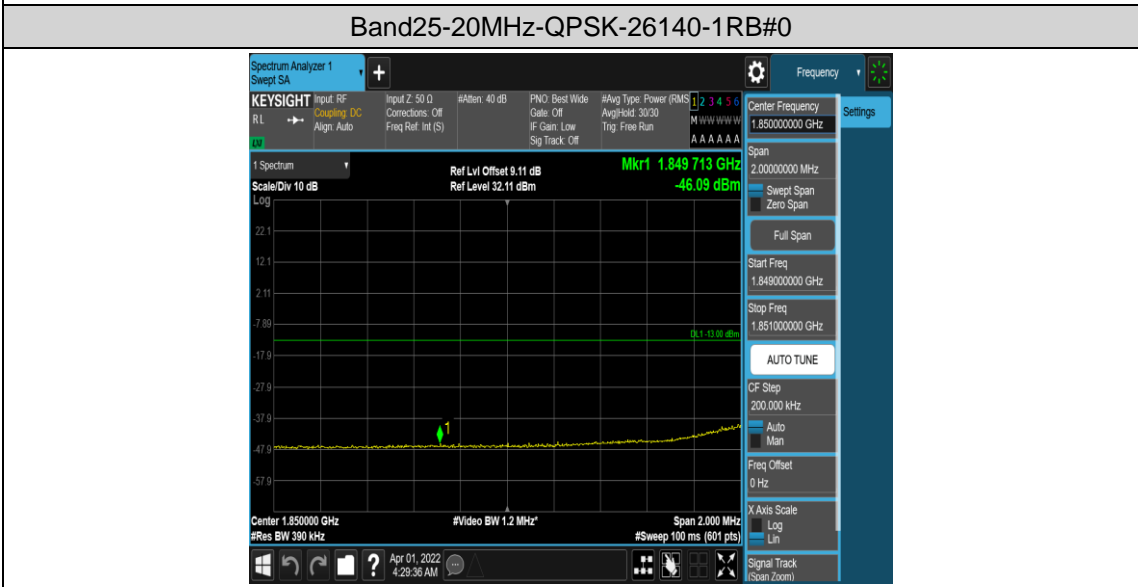 Band25-20MHz-QPSK-26140-1RB#0
Spectrum Analyzer 1
Swept SA
Frequency
KEYSIGHT
RL
LXI
Input: RF
Coupling: DC
Align: Auto
Input Z: 50 Ω
Corrections: Off
Freq Ref: Int (S)
#Atten: 40 dB
PNO: Best Wide
Gate: Off
IF Gain: Low
Sig Track: Off
#Avg Type: Power (RMS
Avg|Hold: 30/30
Trig: Free Run
1 2 3 4 5 6
M W W W W W
A A A A A A
1 Spectrum
Scale/Div 10 dB
Log
Ref Lvl Offset 9.11 dB
Ref Level 32.11 dBm
Mkr1 1.849 713 GHz
-46.09 dBm
22.1
12.1
2.11
-7.89
-17.9
-27.9
-37.9
-47.9
-57.9
DL1 -13.00 dBm
1
Center 1.850000 GHz
#Res BW 390 kHz
#Video BW 1.2 MHz*
Span 2.000 MHz
#Sweep 100 ms (601 pts)
?
Apr 01, 2022
4:29:36 AM
Center Frequency
1.850000000 GHz
Settings
Span
2.00000000 MHz
Swept Span
Zero Span
Full Span
Start Freq
1.849000000 GHz
Stop Freq
1.851000000 GHz
AUTO TUNE
CF Step
200.000 kHz
Auto
Man
Freq Offset
0 Hz
X Axis Scale
Log
Lin
Signal Track
(Span Zoom)